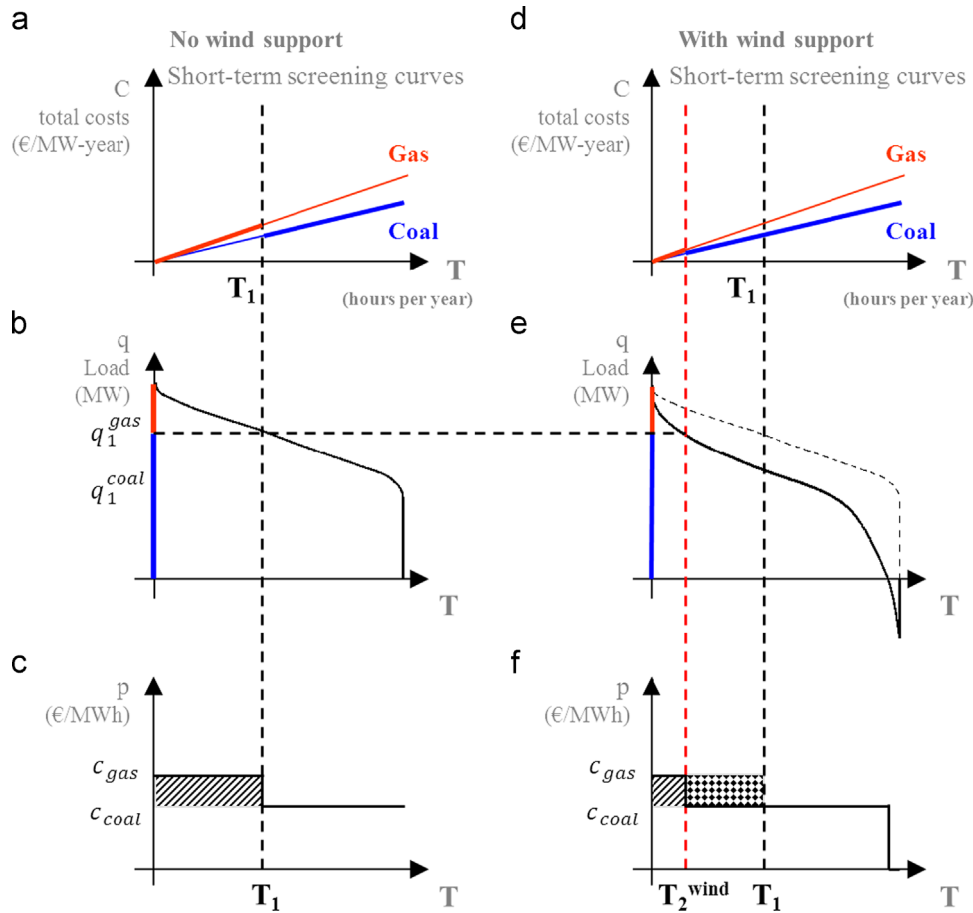 a
No wind support
Short-term screening curves
C
total costs
(€/MW-year)
Gas
Coal
T
T1
(hours per year)
b
q
Load
(MW)
q1^gas
q1^coal
T
c
p
(€/MWh)
c_gas
c_coal
T1
T
d
With wind support
Short-term screening curves
C
total costs
(€/MW-year)
Gas
Coal
T
T1
(hours per year)
e
q
Load
(MW)
T
f
p
(€/MWh)
c_gas
c_coal
T2^wind
T1
T